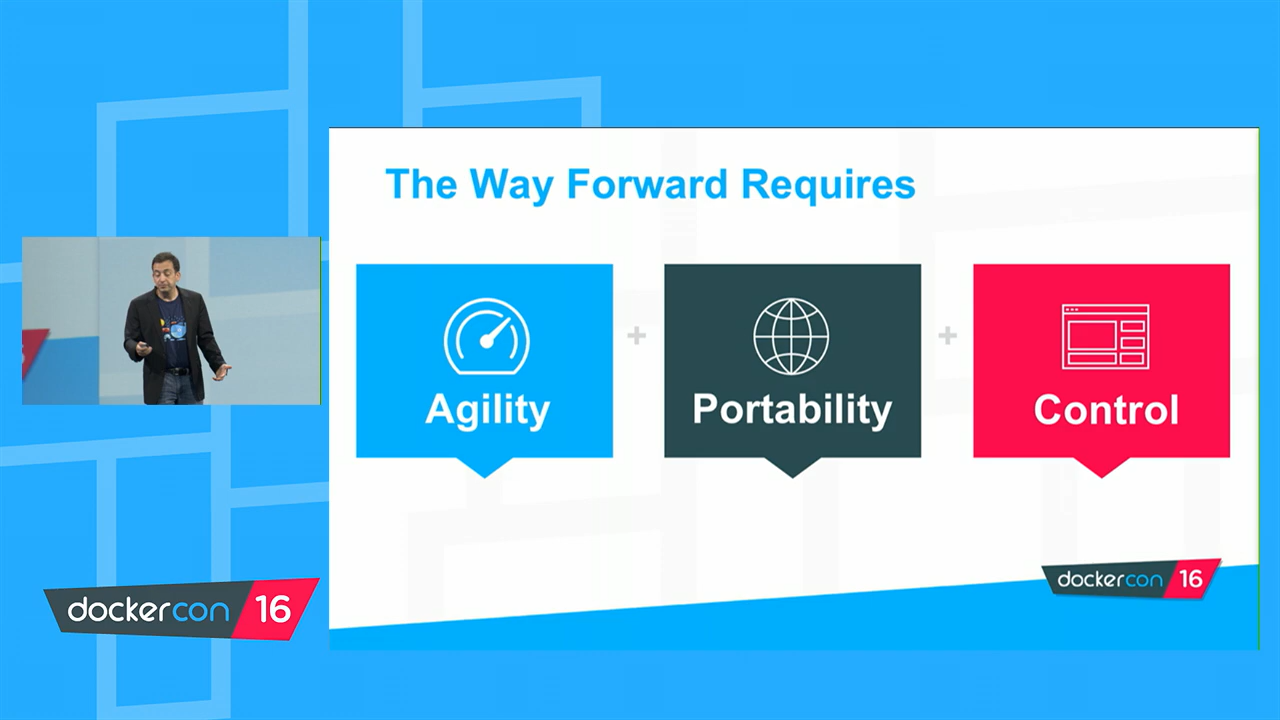 The Way Forward Requires
Agility
+
Portability
+
Control
dockercon 16
dockercon 16